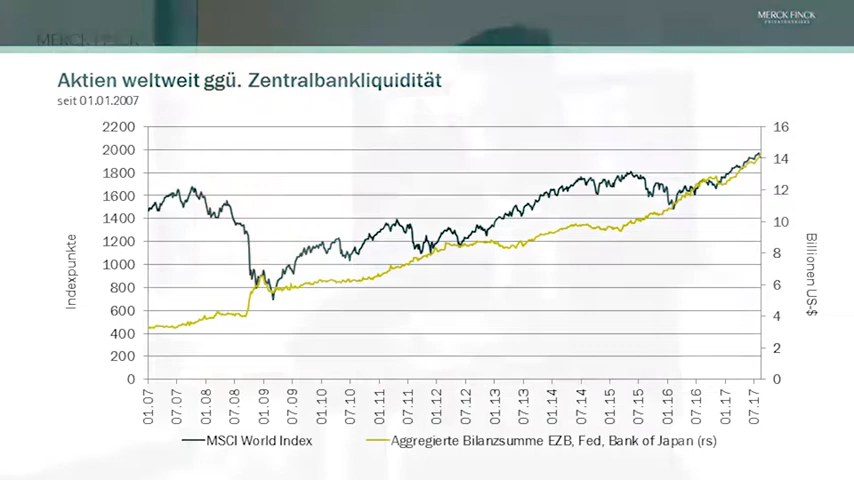 MERCK FINCK
PRIVATBANKIERS
MERCK FINCK
Aktien weltweit ggü. Zentralbankliquidität
seit 01.01.2007
2200
2000
1800
1600
1400
1200
1000
800
600
400
200
0
Indexpunkte
16
14
12
10
8
6
4
2
0
Billionen US-$
01.07 07.07 01.08 07.08 01.09 07.09 01.10 07.10 01.11 07.11 01.12 07.12 01.13 07.13 01.14 07.14 01.15 07.15 01.16 07.16 01.17 07.17
MSCI World Index
Aggregierte Bilanzsumme EZB, Fed, Bank of Japan (rs)